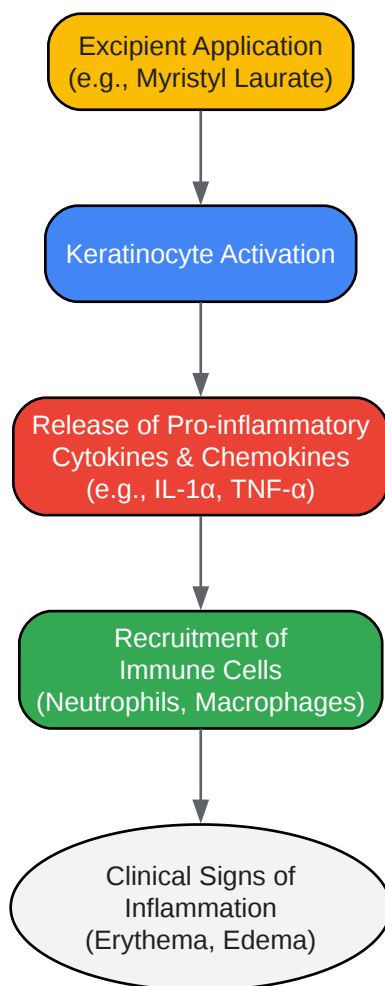 Excipient Application
(e.g., Myristyl Laurate)
Keratinocyte Activation
Release of Pro-inflammatory
Cytokines & Chemokines
(e.g., IL-1α, TNF-α)
Recruitment of
Immune Cells
(Neutrophils, Macrophages)
Clinical Signs of
Inflammation
(Erythema, Edema)